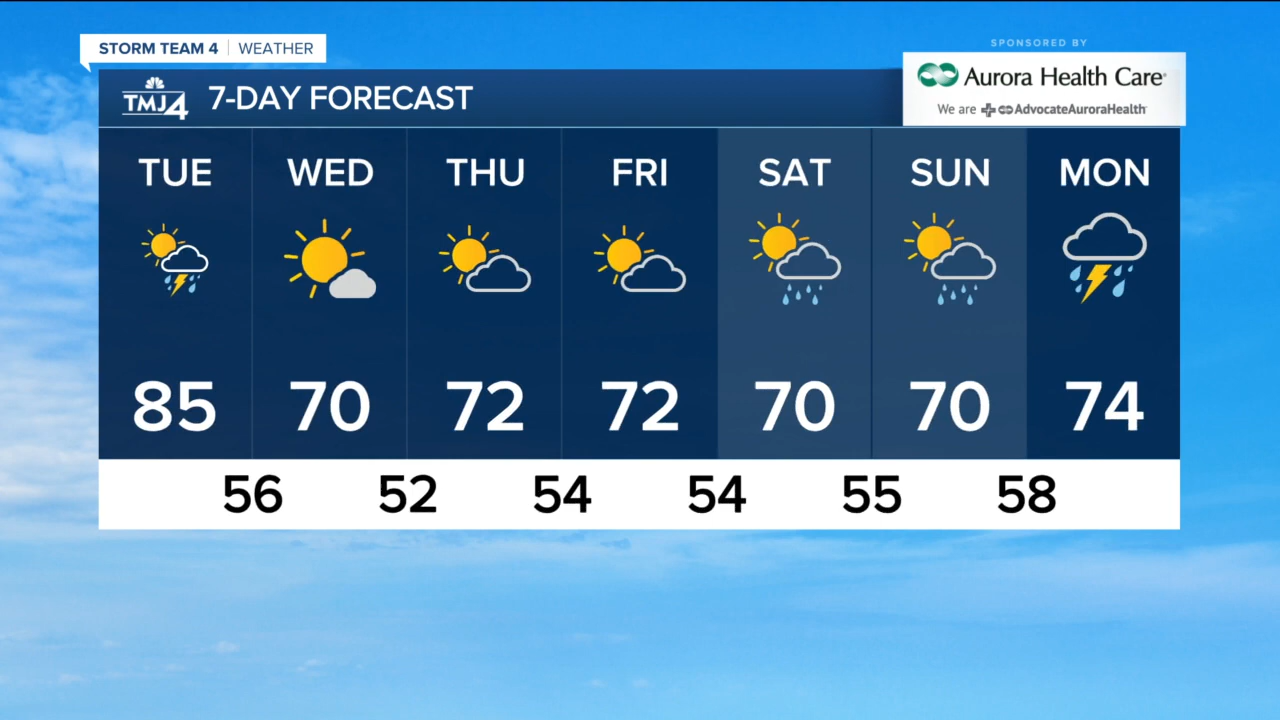 SPONSORED BY
STORM TEAM 4 | WEATHER
Aurora Health Care®
We are AdvocateAuroraHealth
TMJ4 7-DAY FORECAST
TUE WED THU FRI SAT SUN MON
85 70 72 72 70 70 74
56 52 54 54 55 58